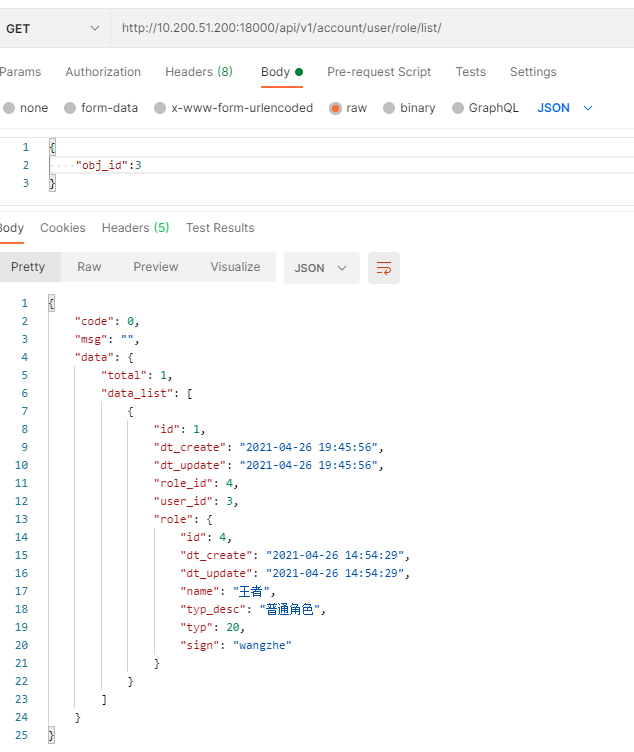 GET http://10.200.51.200:18000/api/v1/account/user/role/list/
Params Authorization Headers (8) Body Pre-request Script Tests Settings
none form-data x-www-form-urlencoded raw binary GraphQL JSON
1 {
2 "obj_id":3
3 }
Body Cookies Headers (5) Test Results
Pretty Raw Preview Visualize JSON
1 {
2 "code": 0,
3 "msg": "",
4 "data": {
5 "total": 1,
6 "data_list": [
7 {
8 "id": 1,
9 "dt_create": "2021-04-26 19:45:56",
10 "dt_update": "2021-04-26 19:45:56",
11 "role_id": 4,
12 "user_id": 3,
13 "role": {
14 "id": 4,
15 "dt_create": "2021-04-26 14:54:29",
16 "dt_update": "2021-04-26 14:54:29",
17 "name": "王者",
18 "typ_desc": "普通角色",
19 "typ": 20,
20 "sign": "wangzhe"
21 }
22 }
23 ]
24 }
25 }